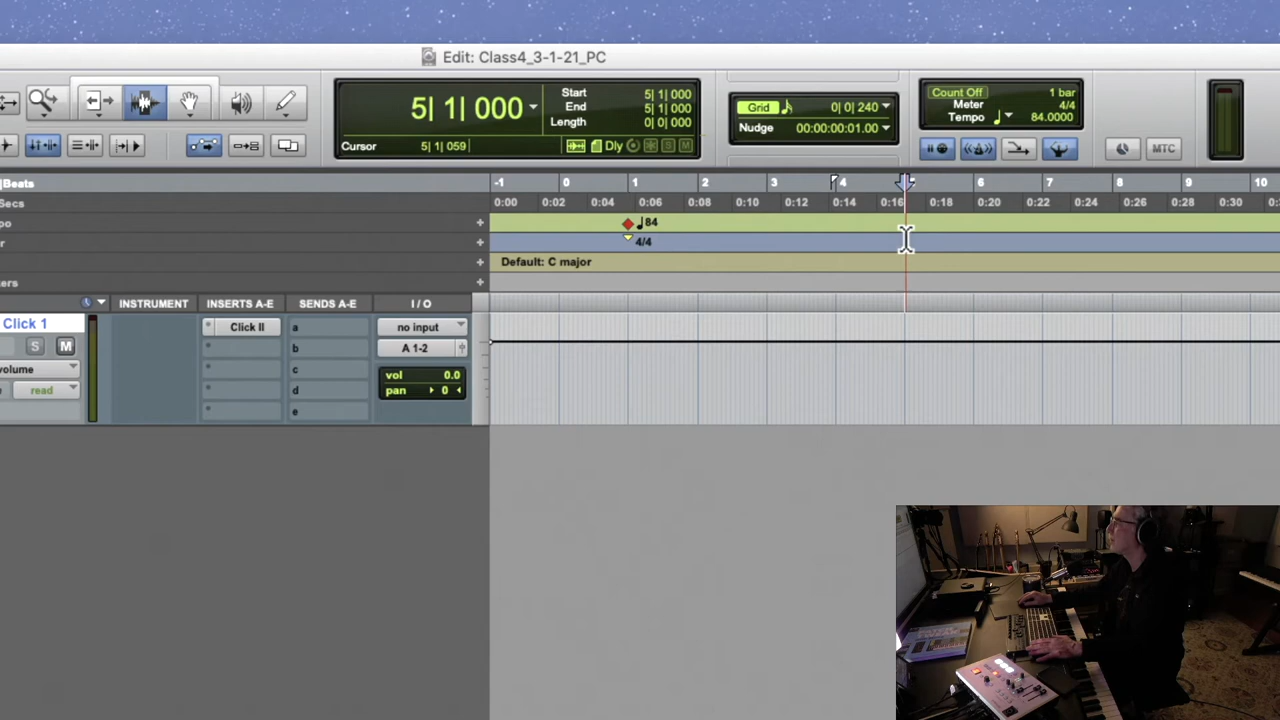 Edit: Class4_3-1-21_PC
5| 1| 000
Start 5| 1| 000
End 5| 1| 000
Length 0| 0| 000
Cursor 5| 1| 059
Dly
S M
Grid 0| 0| 240
Nudge 00:00:00:01.00
Count Off 1 bar
Meter 4/4
Tempo 84.0000
MTC
|Beats -1 0 1 2 3 4 6 7 8 9 10
Secs 0:00 0:02 0:04 0:06 0:08 0:10 0:12 0:14 0:16 0:18 0:20 0:22 0:24 0:26 0:28 0:30
po + 84
r + 4/4
+ Default: C major
ers +
INSTRUMENT INSERTS A-E SENDS A-E I / O
Click 1 Click II a no input
S M b A 1-2
volume c vol 0.0
read d pan 0
e